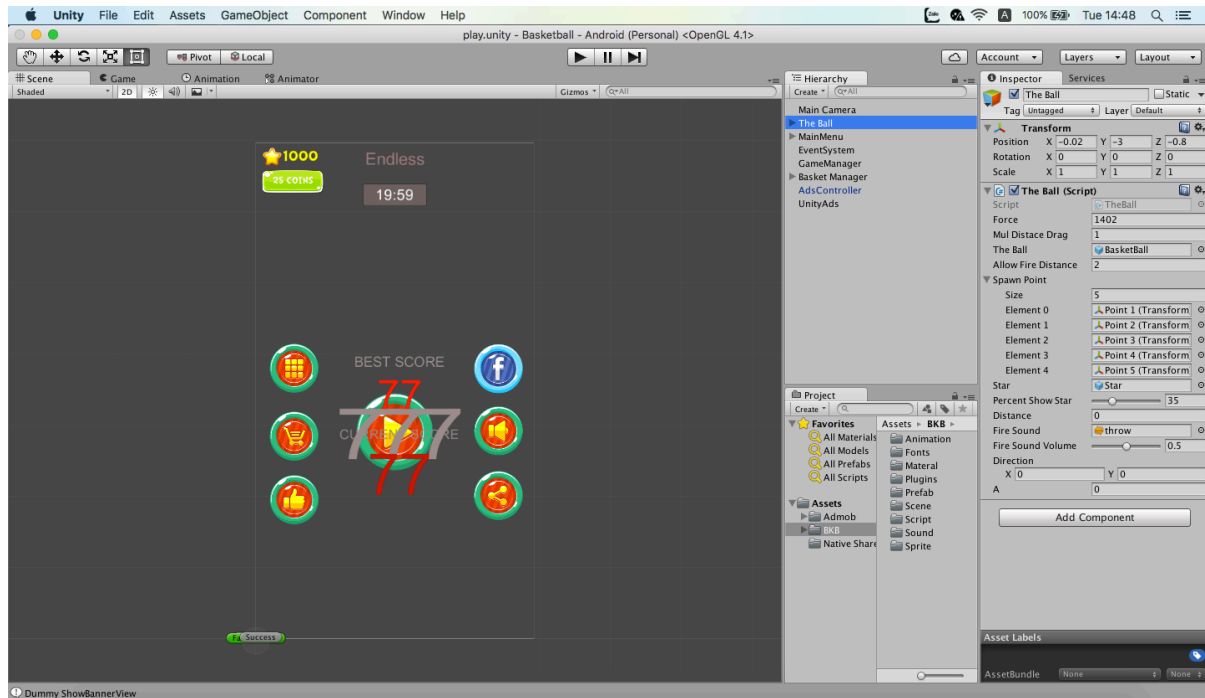 Unity File Edit Assets GameObject Component Window Help
100% Tue 14:48
play.unity - Basketball - Android (Personal) <OpenGL 4.1>
Pivot Local
Account Layers Layout
Scene Game Animation Animator
Shaded 2D Gizmos All
1000
25 COINS
Endless
19:59
BEST SCORE
77
CURRENT SCORE
777
77
Success
Hierarchy
Create All
Main Camera
The Ball
MainMenu
EventSystem
GameManager
Basket Manager
AdsController
UnityAds
Project
Create
Favorites
All Materials
All Models
All Prefabs
All Scripts
Assets
Admob
BKB
Native Share
Assets BKB
Animation
Fonts
Materal
Plugins
Prefab
Scene
Script
Sound
Sprite
Inspector Services
The Ball Static
Tag Untagged Layer Default
Transform
Position X -0.02 Y -3 Z -0.8
Rotation X 0 Y 0 Z 0
Scale X 1 Y 1 Z 1
The Ball (Script)
Script TheBall
Force 1402
Mul Distace Drag 1
The Ball BasketBall
Allow Fire Distance 2
Spawn Point
Size 5
Element 0 Point 1 (Transform
Element 1 Point 2 (Transform
Element 2 Point 3 (Transform
Element 3 Point 4 (Transform
Element 4 Point 5 (Transform
Star Star
Percent Show Star 35
Distance 0
Fire Sound throw
Fire Sound Volume 0.5
Direction
X 0 Y 0
A 0
Add Component
Asset Labels
AssetBundle None None
Dummy ShowBannerView